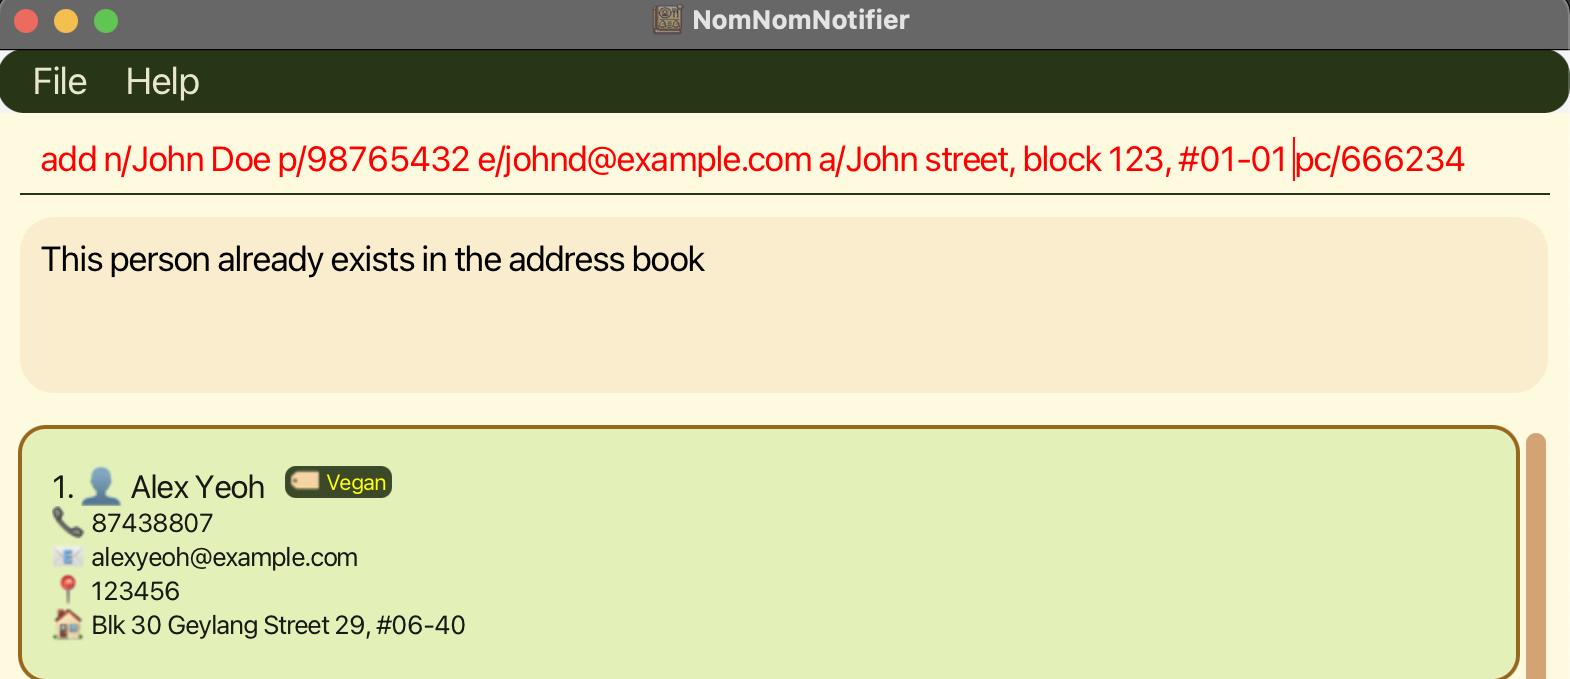 NomNomNotifier
File Help
add n/John Doe p/98765432 e/johnd@example.com a/John street, block 123, #01-01 pc/666234
This person already exists in the address book
1. Alex Yeoh Vegan
87438807
alexyeoh@example.com
123456
Blk 30 Geylang Street 29, #06-40